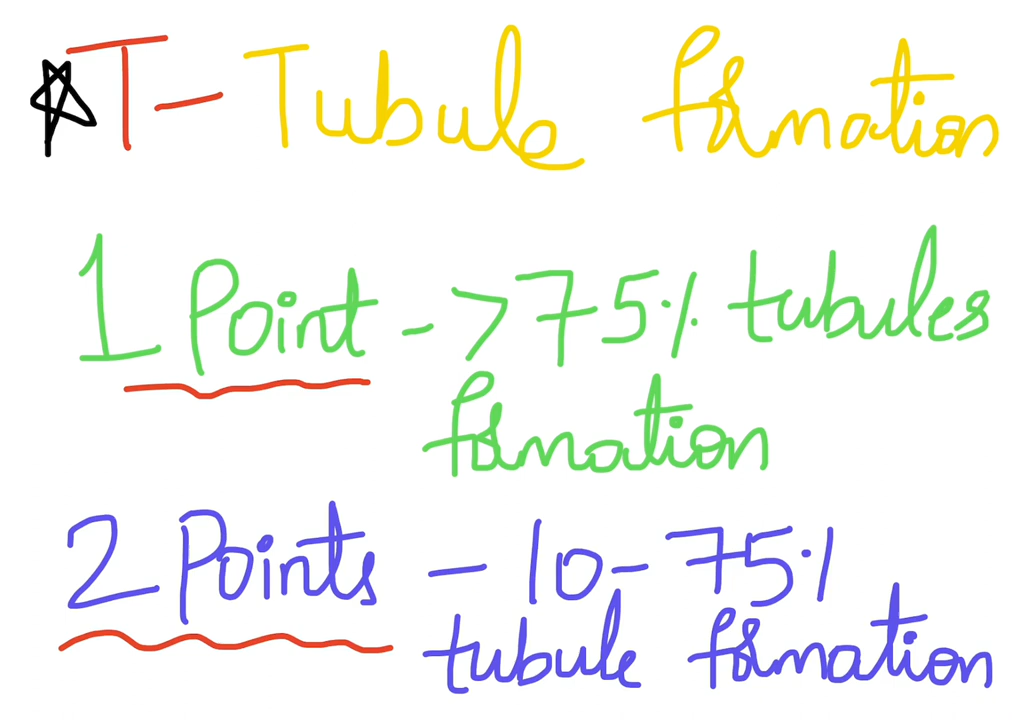 T - Tubule formation
1 Point - >75% tubules
formation
2 Points - 10-75%
tubule formation